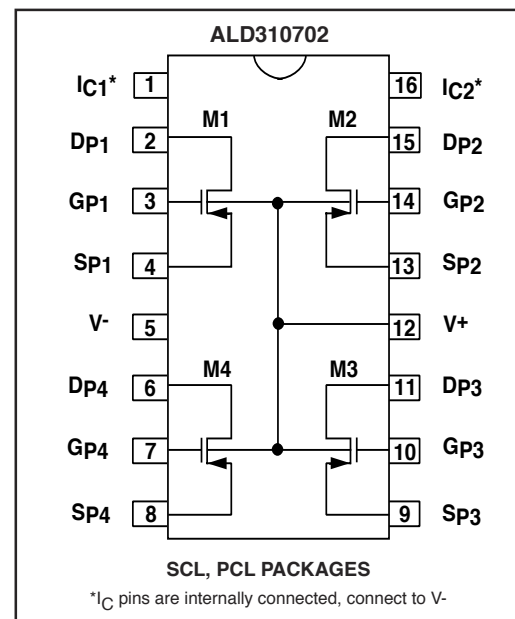 ALD310702
IC1* 1 16 IC2*
M1 M2
DP1 2 15 DP2
GP1 3 14 GP2
SP1 4 13 SP2
V- 5 12 V+
M4 M3
DP4 6 11 DP3
GP4 7 10 GP3
SP4 8 9 SP3
SCL, PCL PACKAGES
*IC pins are internally connected, connect to V-